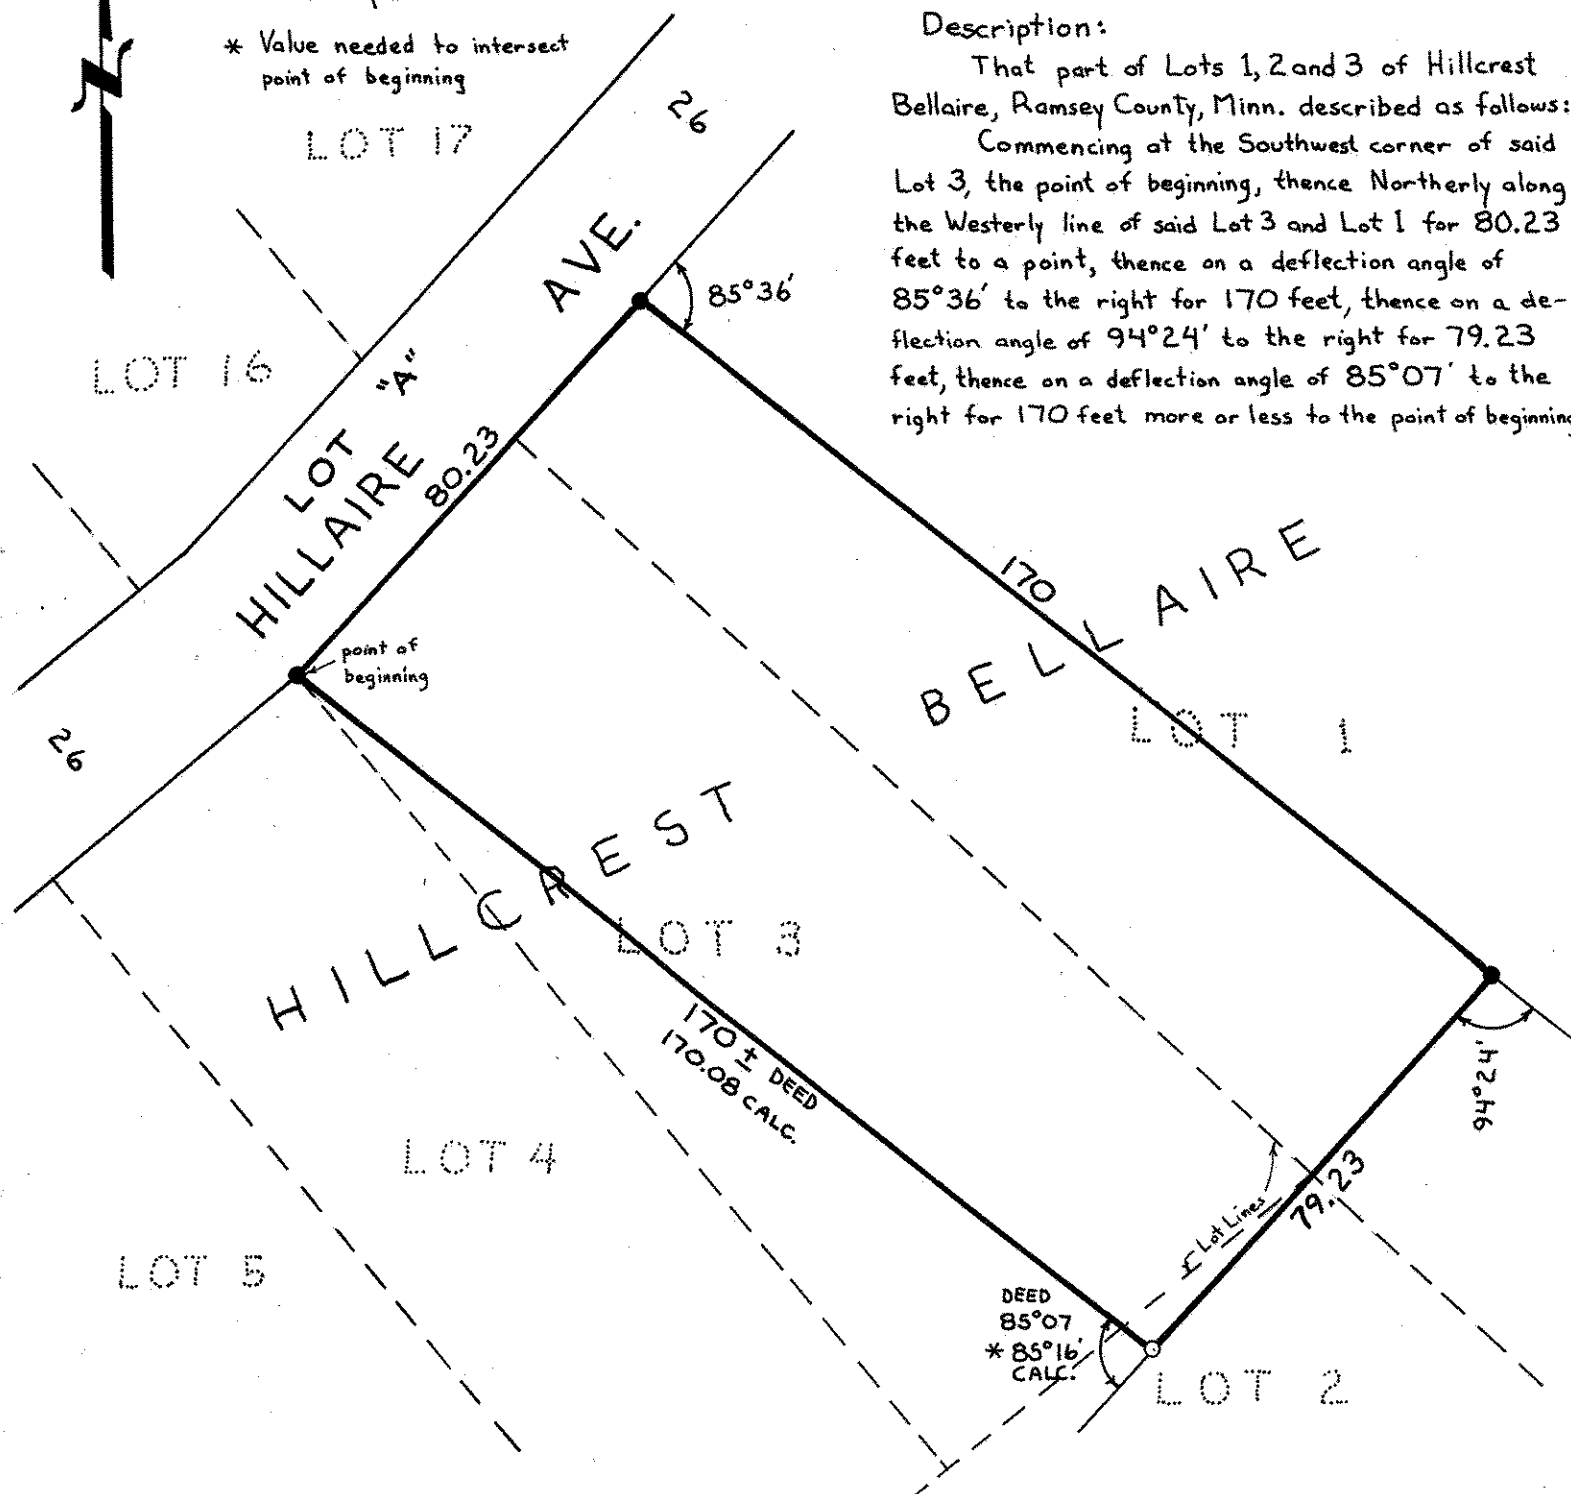 * Value needed to intersect
point of beginning
Description:
That part of Lots 1, 2 and 3 of Hillcrest
Bellaire, Ramsey County, Minn. described as follows:
Commencing at the Southwest corner of said
Lot 3, the point of beginning, thence Northerly along
the Westerly line of said Lot 3 and Lot 1 for 80.23
feet to a point, thence on a deflection angle of
85°36' to the right for 170 feet, thence on a de-
flection angle of 94°24' to the right for 79.23
feet, thence on a deflection angle of 85°07' to the
right for 170 feet more or less to the point of beginning
LOT 17
26
AVE.
85°36'
LOT 16
"A"
LOT
HILLAIRE
80.23
point of
beginning
170
BELLAIRE
LOT 1
26
HILLCREST
LOT 3
170 ± DEED
170.08 CALC.
94°24'
LOT 4
Lot Lines
79.23
LOT 5
DEED
85°07
* 85°16'
CALC.
LOT 2